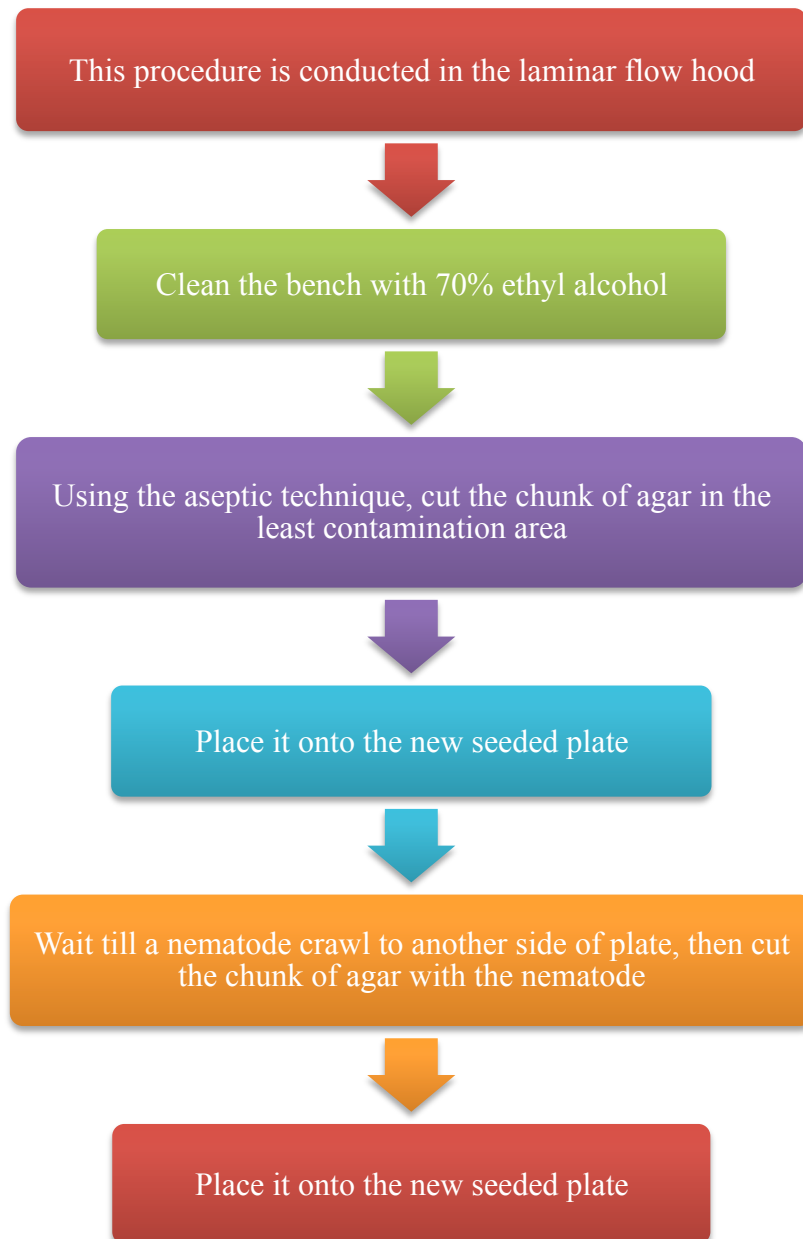 This procedure is conducted in the laminar flow hood
Clean the bench with 70% ethyl alcohol
Using the aseptic technique, cut the chunk of agar in the
least contamination area
Place it onto the new seeded plate
Wait till a nematode crawl to another side of plate, then cut
the chunk of agar with the nematode
Place it onto the new seeded plate